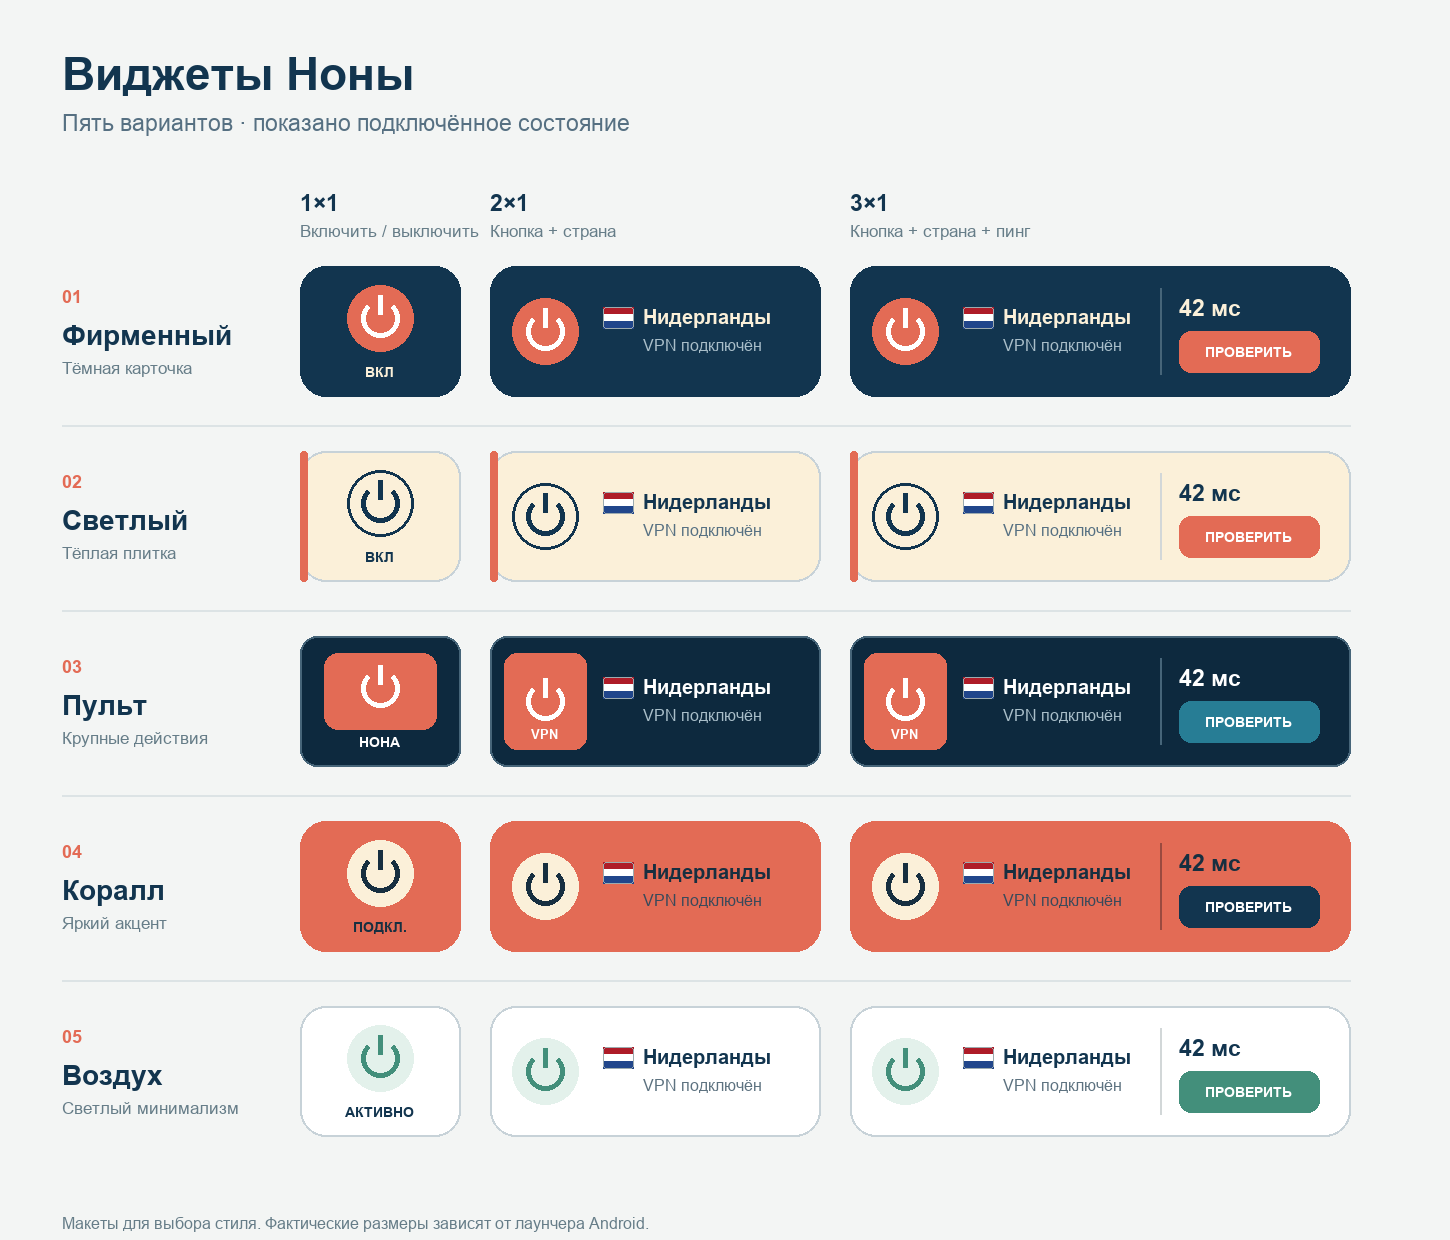 Виджеты Ноны
Пять вариантов · показано подключённое состояние
1×1 2×1 3×1
Включить / выключить Кнопка + страна Кнопка + страна + пинг
01
Фирменный
Тёмная карточка
ВКЛ
Нидерланды
VPN подключён
Нидерланды
VPN подключён
42 мс
ПРОВЕРИТЬ
02
Светлый
Тёплая плитка
ВКЛ
Нидерланды
VPN подключён
Нидерланды
VPN подключён
42 мс
ПРОВЕРИТЬ
03
Пульт
Крупные действия
НОНА
VPN
Нидерланды
VPN подключён
VPN
Нидерланды
VPN подключён
42 мс
ПРОВЕРИТЬ
04
Коралл
Яркий акцент
ПОДКЛ.
Нидерланды
VPN подключён
Нидерланды
VPN подключён
42 мс
ПРОВЕРИТЬ
05
Воздух
Светлый минимализм
АКТИВНО
Нидерланды
VPN подключён
Нидерланды
VPN подключён
42 мс
ПРОВЕРИТЬ
Макеты для выбора стиля. Фактические размеры зависят от лаунчера Android.